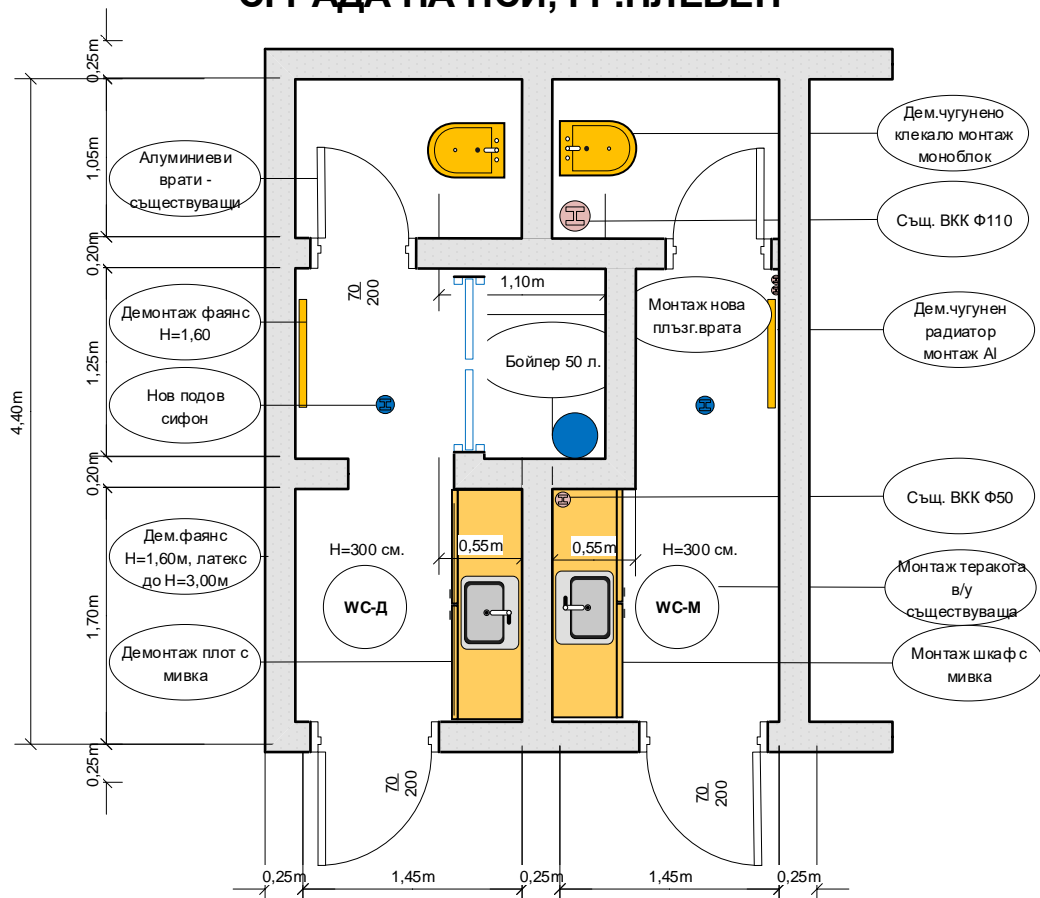 0,25m
Алуминиеви
врати -
съществуващи
Дем.чугунено
клекало монтаж
моноблок
1,05m
Същ. ВКК Ф110
0,20m
70
200
1,10m
Демонтаж фаянс
H=1,60
Монтаж нова
плъзг.врата
Дем.чугунен
радиатор
монтаж Al
1,25m
Бойлер 50 л.
4,40m
Нов подов
сифон
0,20m
Същ. ВКК Ф50
Дем.фаянс
H=1,60м, латекс
до H=3,00м
H=300 см.
0,55m
0,55m
H=300 см.
Монтаж теракота
в/у
съществуваща
WC-Д
WC-М
1,70m
Демонтаж плот с
мивка
Монтаж шкаф с
мивка
0,25m
70
200
70
200
0,25m
1,45m
0,25m
1,45m
0,25m